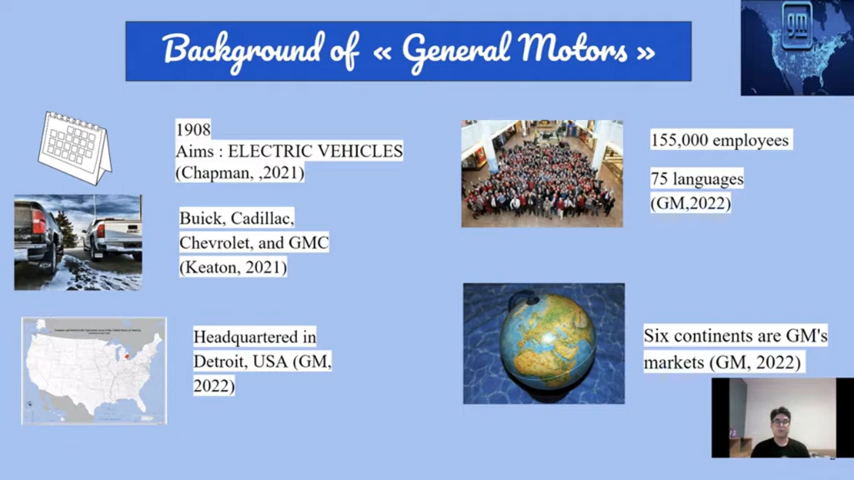 Background of « General Motors »
gm
1908
Aims : ELECTRIC VEHICLES
(Chapman, ,2021)
Buick, Cadillac,
Chevrolet, and GMC
(Keaton, 2021)
Headquartered in
Detroit, USA (GM,
2022)
155,000 employees
75 languages
(GM,2022)
Six continents are GM's
markets (GM, 2022)